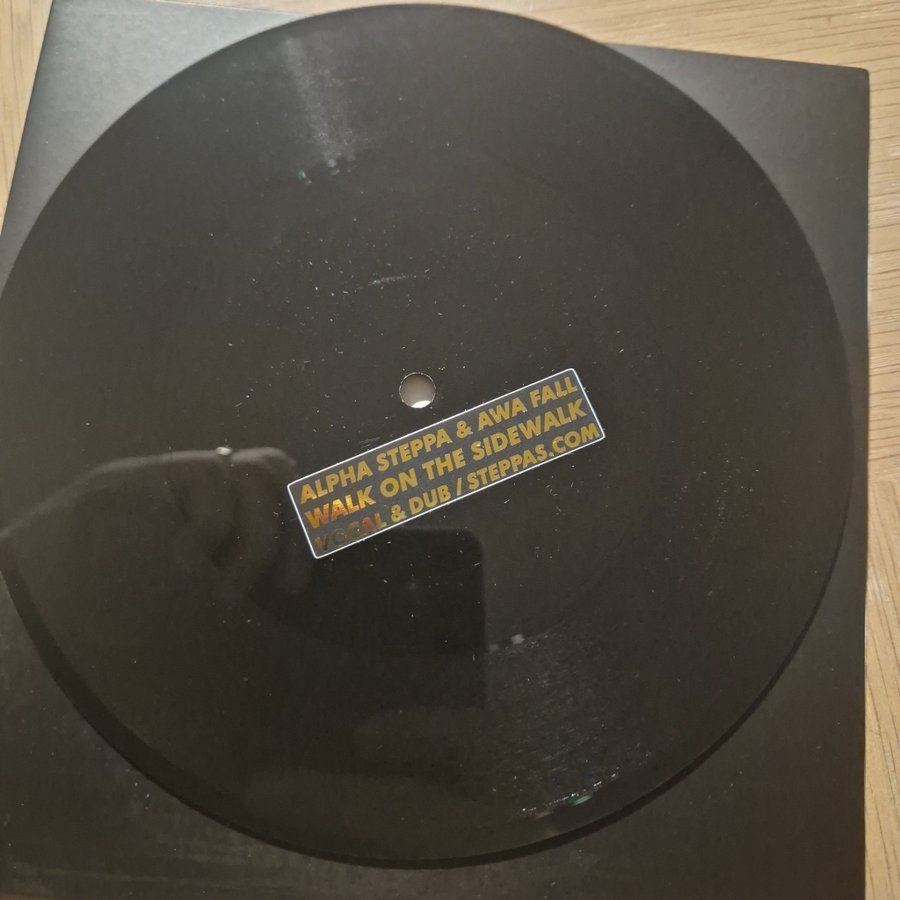 ALPHA STEPPA & AWA FALL
WALK ON THE SIDEWALK
VOCAL & DUB / STEPPAS.COM